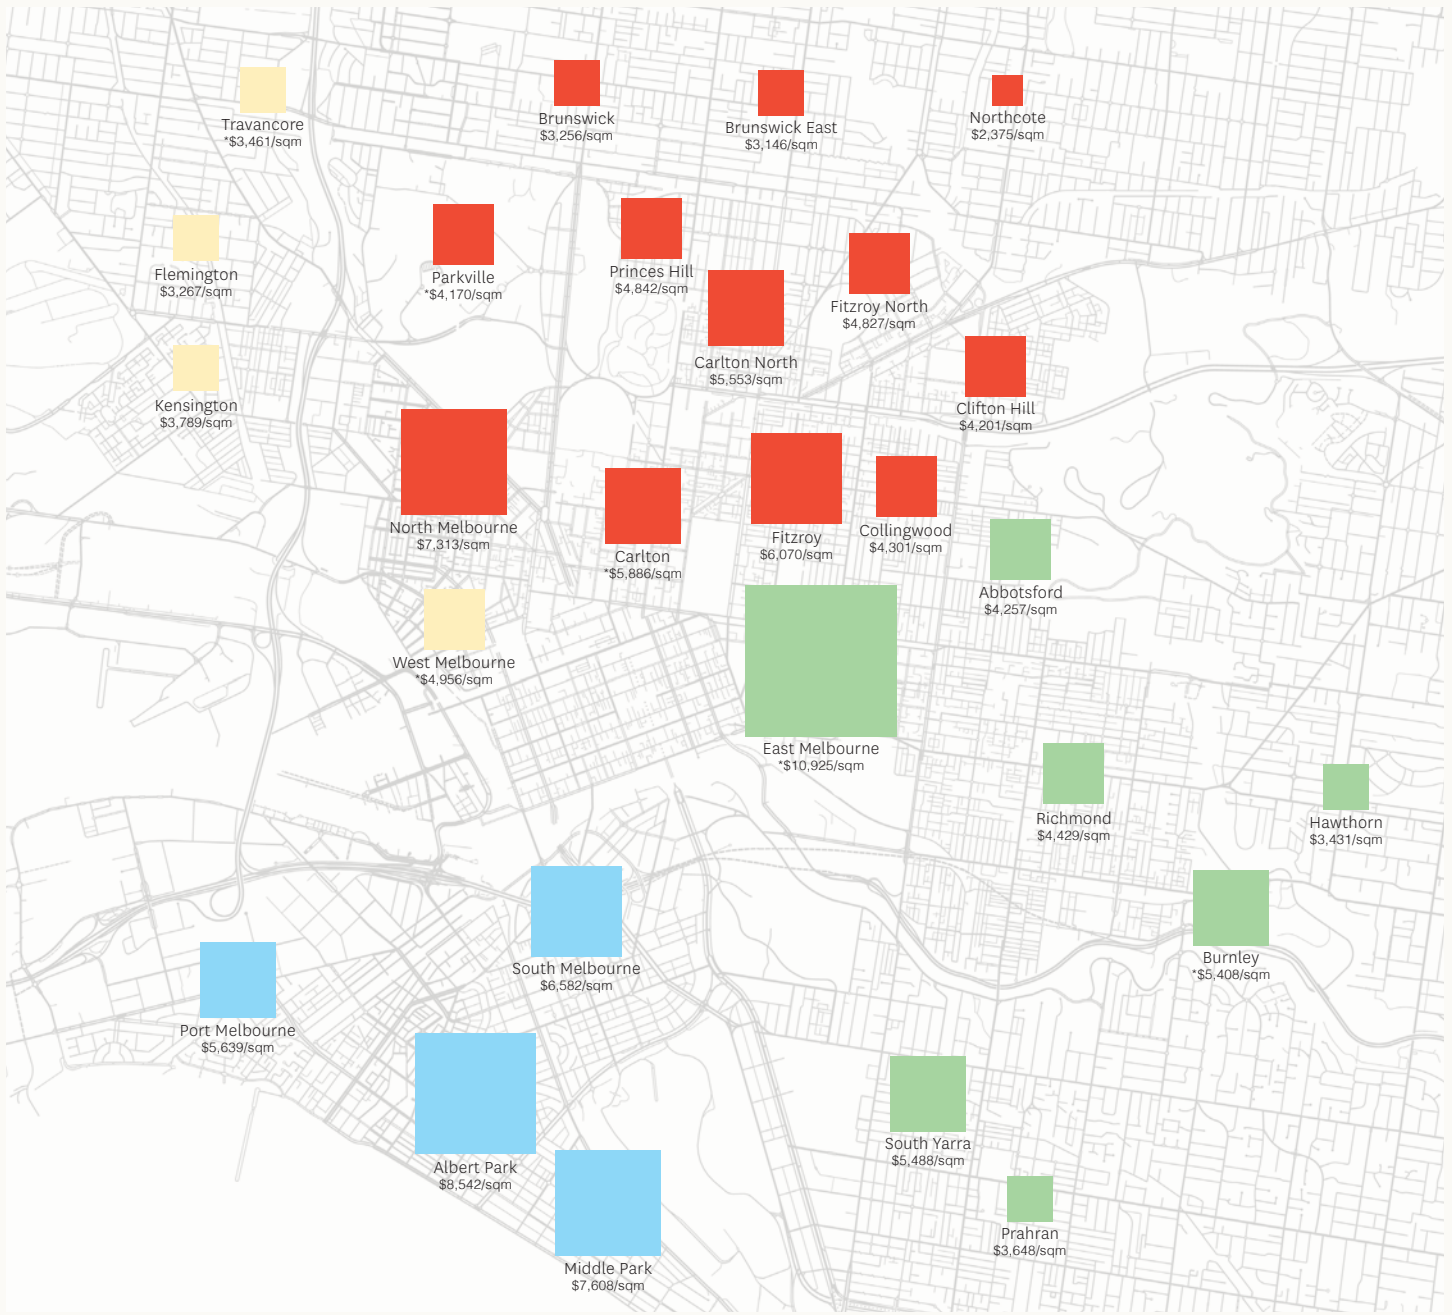 Travancore
*$3,461/sqm
Brunswick
$3,256/sqm
Brunswick East
$3,146/sqm
Northcote
$2,375/sqm
Flemington
$3,267/sqm
Parkville
*$4,170/sqm
Princes Hill
$4,842/sqm
Fitzroy North
$4,827/sqm
Carlton North
$5,553/sqm
Kensington
$3,789/sqm
Clifton Hill
$4,201/sqm
North Melbourne
$7,313/sqm
Carlton
*$5,886/sqm
Fitzroy
$6,070/sqm
Collingwood
$4,301/sqm
Abbotsford
$4,257/sqm
West Melbourne
*$4,956/sqm
East Melbourne
*$10,925/sqm
Richmond
$4,429/sqm
Hawthorn
$3,431/sqm
South Melbourne
$6,582/sqm
Burnley
*$5,408/sqm
Port Melbourne
$5,639/sqm
Albert Park
$8,542/sqm
South Yarra
$5,488/sqm
Prahran
$3,648/sqm
Middle Park
$7,608/sqm